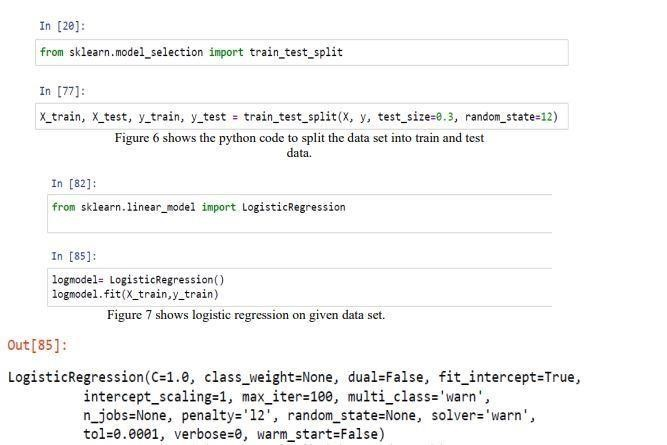 In [20]:
from sklearn.model_selection import train_test_split
In [77]:
X_train, X_test, y_train, y_test = train_test_split(X, y, test_size=0.3, random_state=12)
Figure 6 shows the python code to split the data set into train and test
data.
In [82]:
from sklearn.linear_model import LogisticRegression
In [85]:
logmodel= LogisticRegression()
logmodel.fit(X_train,y_train)
Figure 7 shows logistic regression on given data set.
Out[85]:
LogisticRegression(C=1.0, class_weight=None, dual=False, fit_intercept=True,
intercept_scaling=1, max_iter=100, multi_class='warn',
n_jobs=None, penalty='l2', random_state=None, solver='warn',
tol=0.0001, verbose=0, warm_start=False)